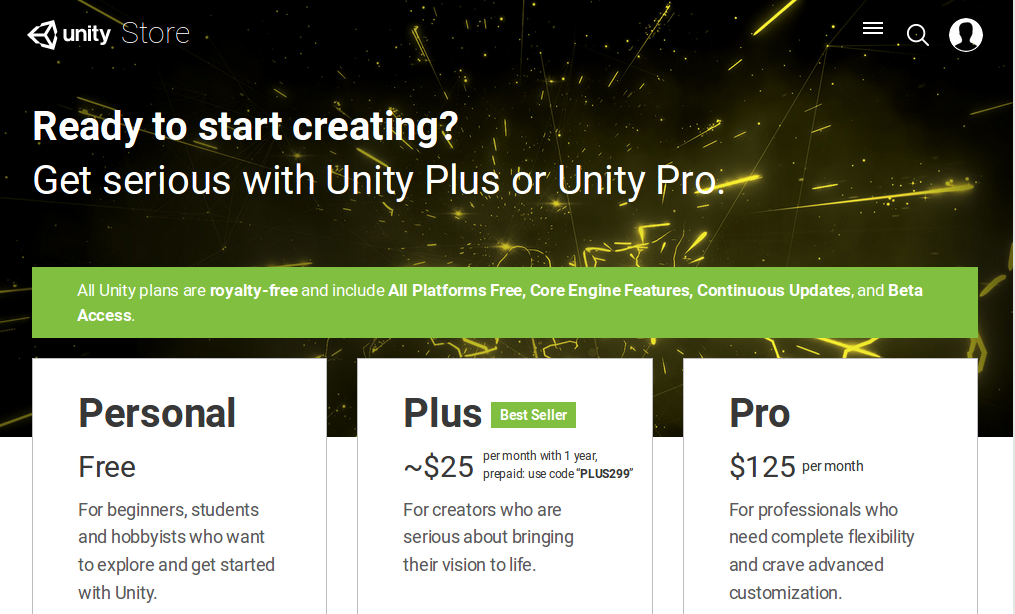 unity Store
Ready to start creating?
Get serious with Unity Plus or Unity Pro.
All Unity plans are royalty-free and include All Platforms Free, Core Engine Features, Continuous Updates, and Beta
Access.
Personal
Free
For beginners, students
and hobbyists who want
to explore and get started
with Unity.
Plus Best Seller
~$25 per month with 1 year,
prepaid: use code “PLUS299”
For creators who are
serious about bringing
their vision to life.
Pro
$125 per month
For professionals who
need complete flexibility
and crave advanced
customization.